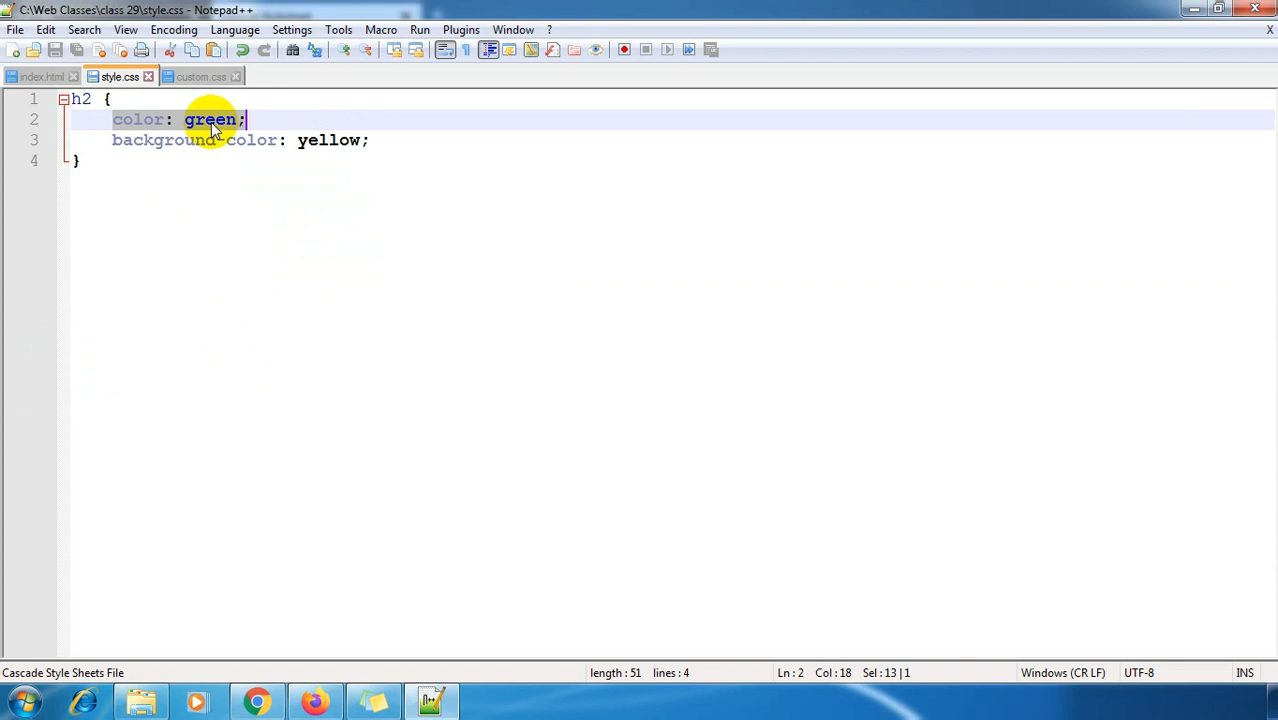 C:\Web Classes\class 29\style.css - Notepad++
File Edit Search View Encoding Language Settings Tools Macro Run Plugins Window ? X
index.html style.css custom.css
1 h2 {
2 color: green;
3 background-color: yellow;
4 }
Cascade Style Sheets File length : 51 lines : 4 Ln : 2 Col : 18 Sel : 13 | 1 Windows (CR LF) UTF-8 INS